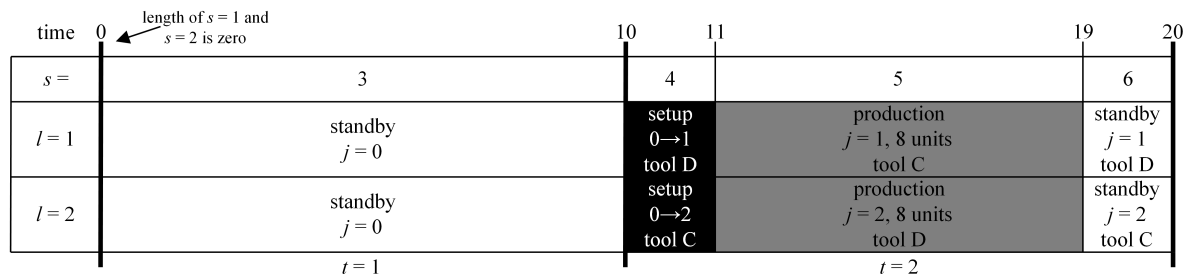 length of s = 1 and
s = 2 is zero
time 0 10 11 19 20
s = 3 4 5 6
l = 1
standby
j = 0
setup
0→1
tool D
production
j = 1, 8 units
tool C
standby
j = 1
tool D
l = 2
standby
j = 0
setup
0→2
tool C
production
j = 2, 8 units
tool D
standby
j = 2
tool C
t = 1 t = 2